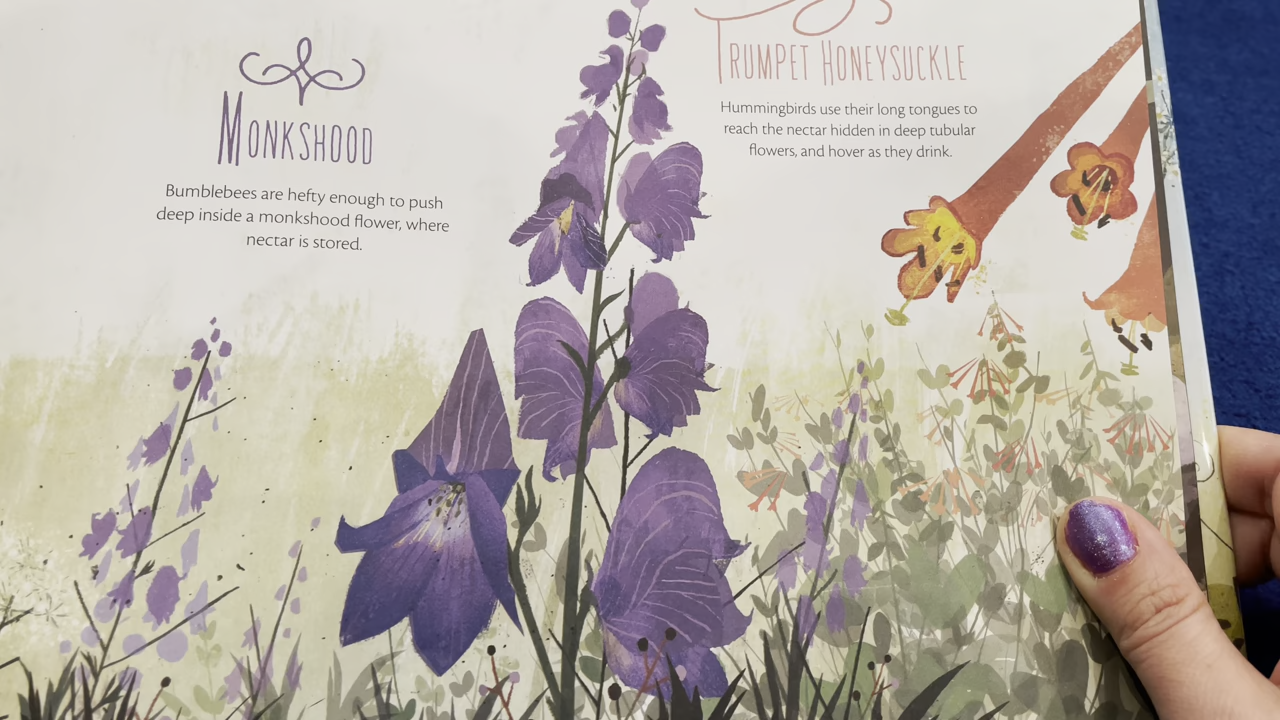 Monkshood
Bumblebees are hefty enough to push
deep inside a monkshood flower, where
nectar is stored.
Trumpet Honeysuckle
Hummingbirds use their long tongues to
reach the nectar hidden in deep tubular
flowers, and hover as they drink.